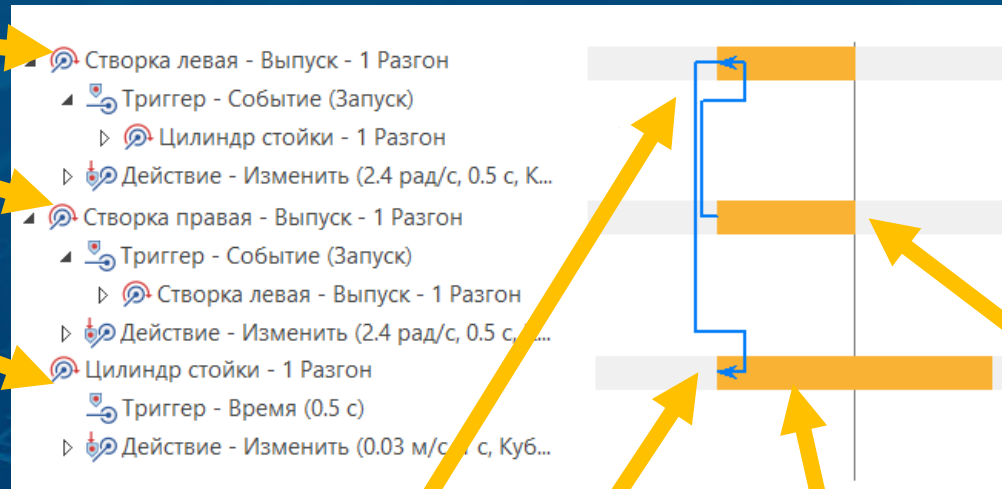 Створка левая - Выпуск - 1 Разгон
Триггер - Событие (Запуск)
Цилиндр стойки - 1 Разгон
Действие - Изменить (2.4 рад/с, 0.5 с, К...
Створка правая - Выпуск - 1 Разгон
Триггер - Событие (Запуск)
Створка левая - Выпуск - 1 Разгон
Действие - Изменить (2.4 рад/с, 0.5 с, ...
Цилиндр стойки - 1 Разгон
Триггер - Время (0.5 с)
Действие - Изменить (0.03 м/с, с, Куб...